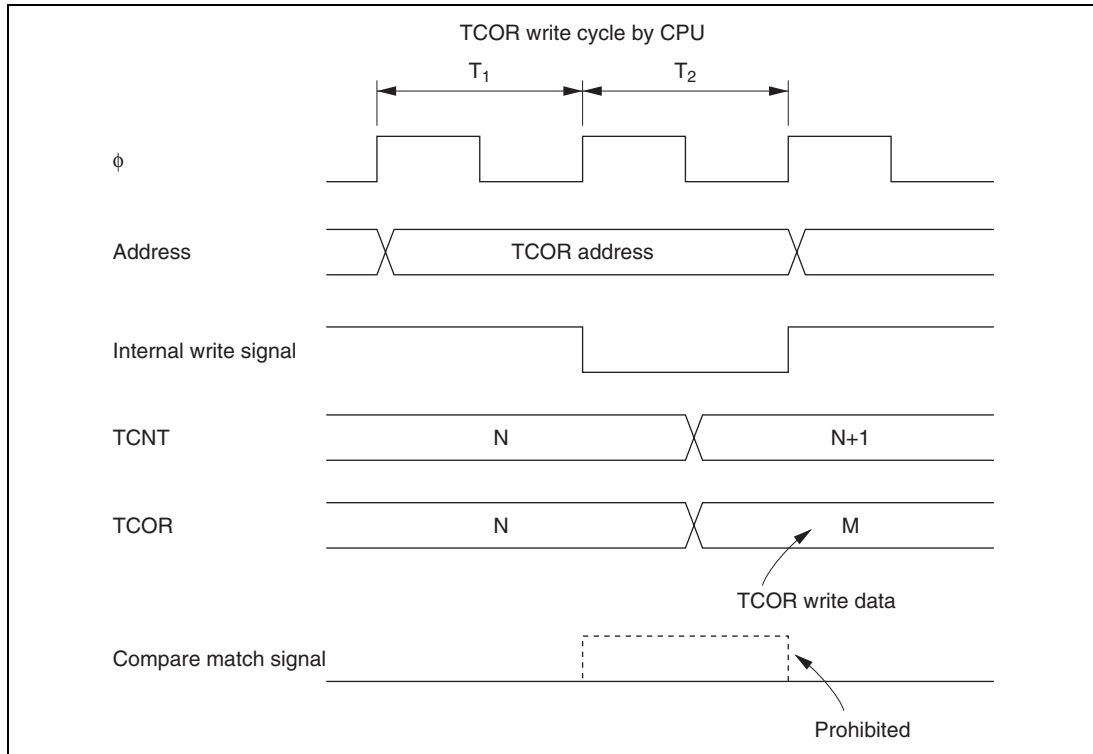 TCOR write cycle by CPU
T1 T2
φ
Address TCOR address
Internal write signal
TCNT N N+1
TCOR N M
TCOR write data
Compare match signal
Prohibited